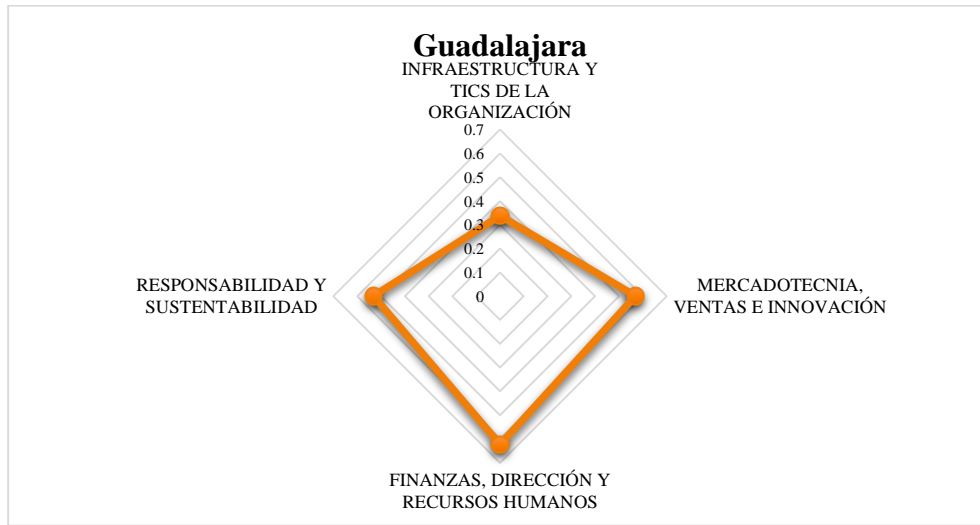 Guadalajara
INFRAESTRUCTURA Y
TICS DE LA
ORGANIZACIÓN
0.7
0.6
0.5
0.4
0.3
0.2
0.1
0
RESPONSABILIDAD Y
SUSTENTABILIDAD
MERCADOTECNIA,
VENTAS E INNOVACIÓN
FINANZAS, DIRECCIÓN Y
RECURSOS HUMANOS